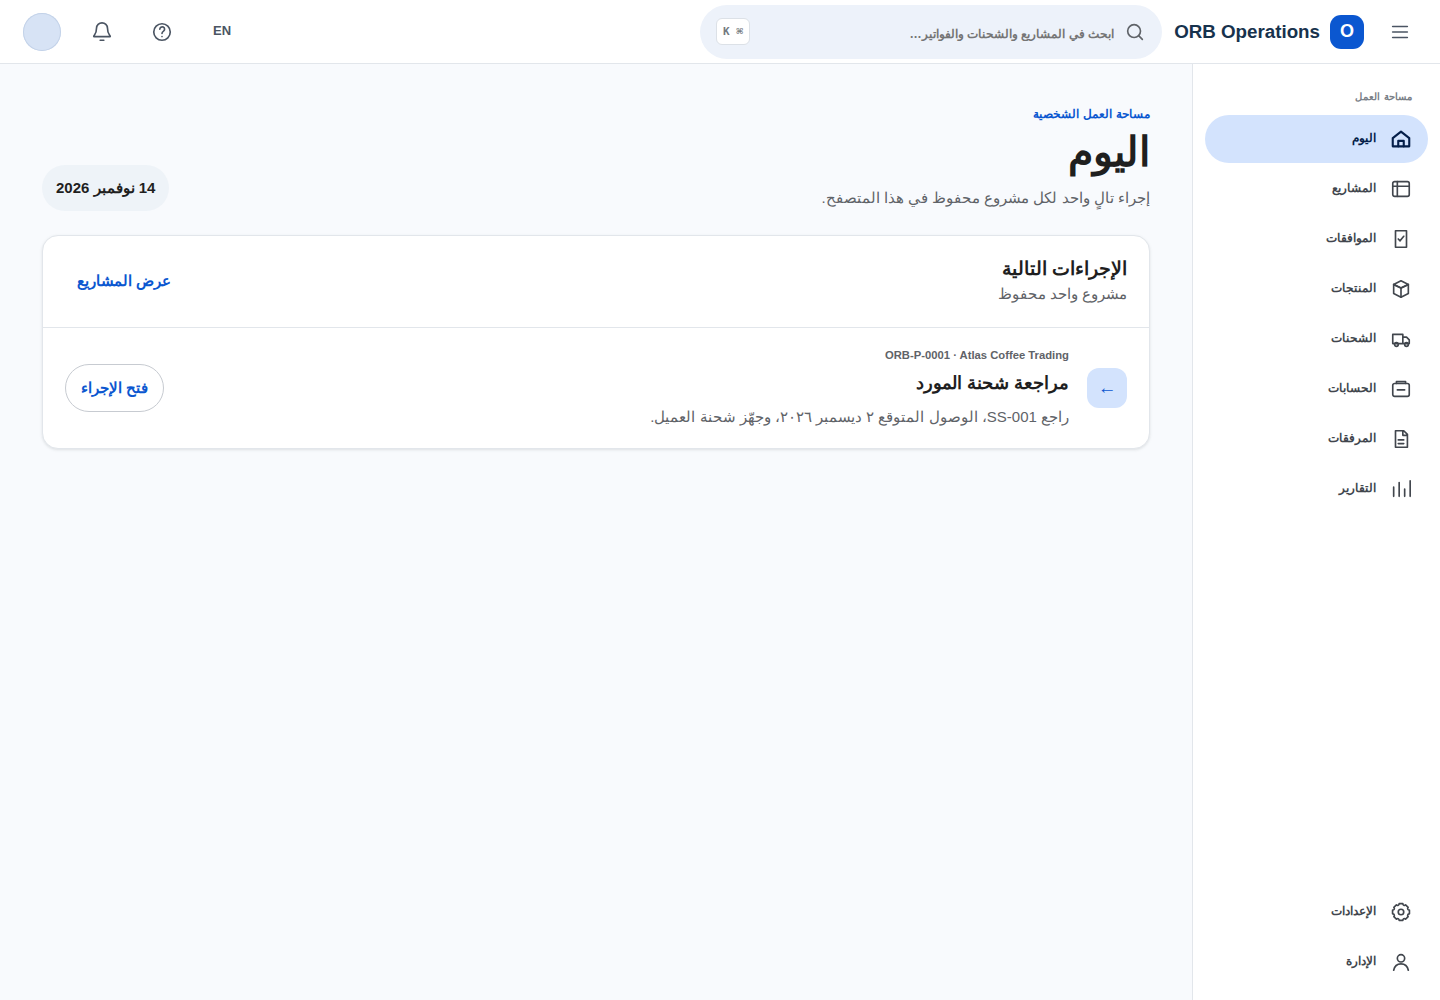 O
ORB Operations
ابحث في المشاريع والشحنات والفواتير...
⌘ K
EN
مساحة العمل
اليوم
المشاريع
الموافقات
المنتجات
الشحنات
الحسابات
المرفقات
التقارير
الإعدادات
الإدارة
مساحة العمل الشخصية
اليوم
إجراء تالٍ واحد لكل مشروع محفوظ في هذا المتصفح.
14 نوفمبر 2026
الإجراءات التالية
مشروع واحد محفوظ
عرض المشاريع
←
ORB-P-0001 · Atlas Coffee Trading
مراجعة شحنة المورد
راجع SS-001، الوصول المتوقع ٢ ديسمبر ٢٠٢٦، وجهّز شحنة العميل.
فتح الإجراء